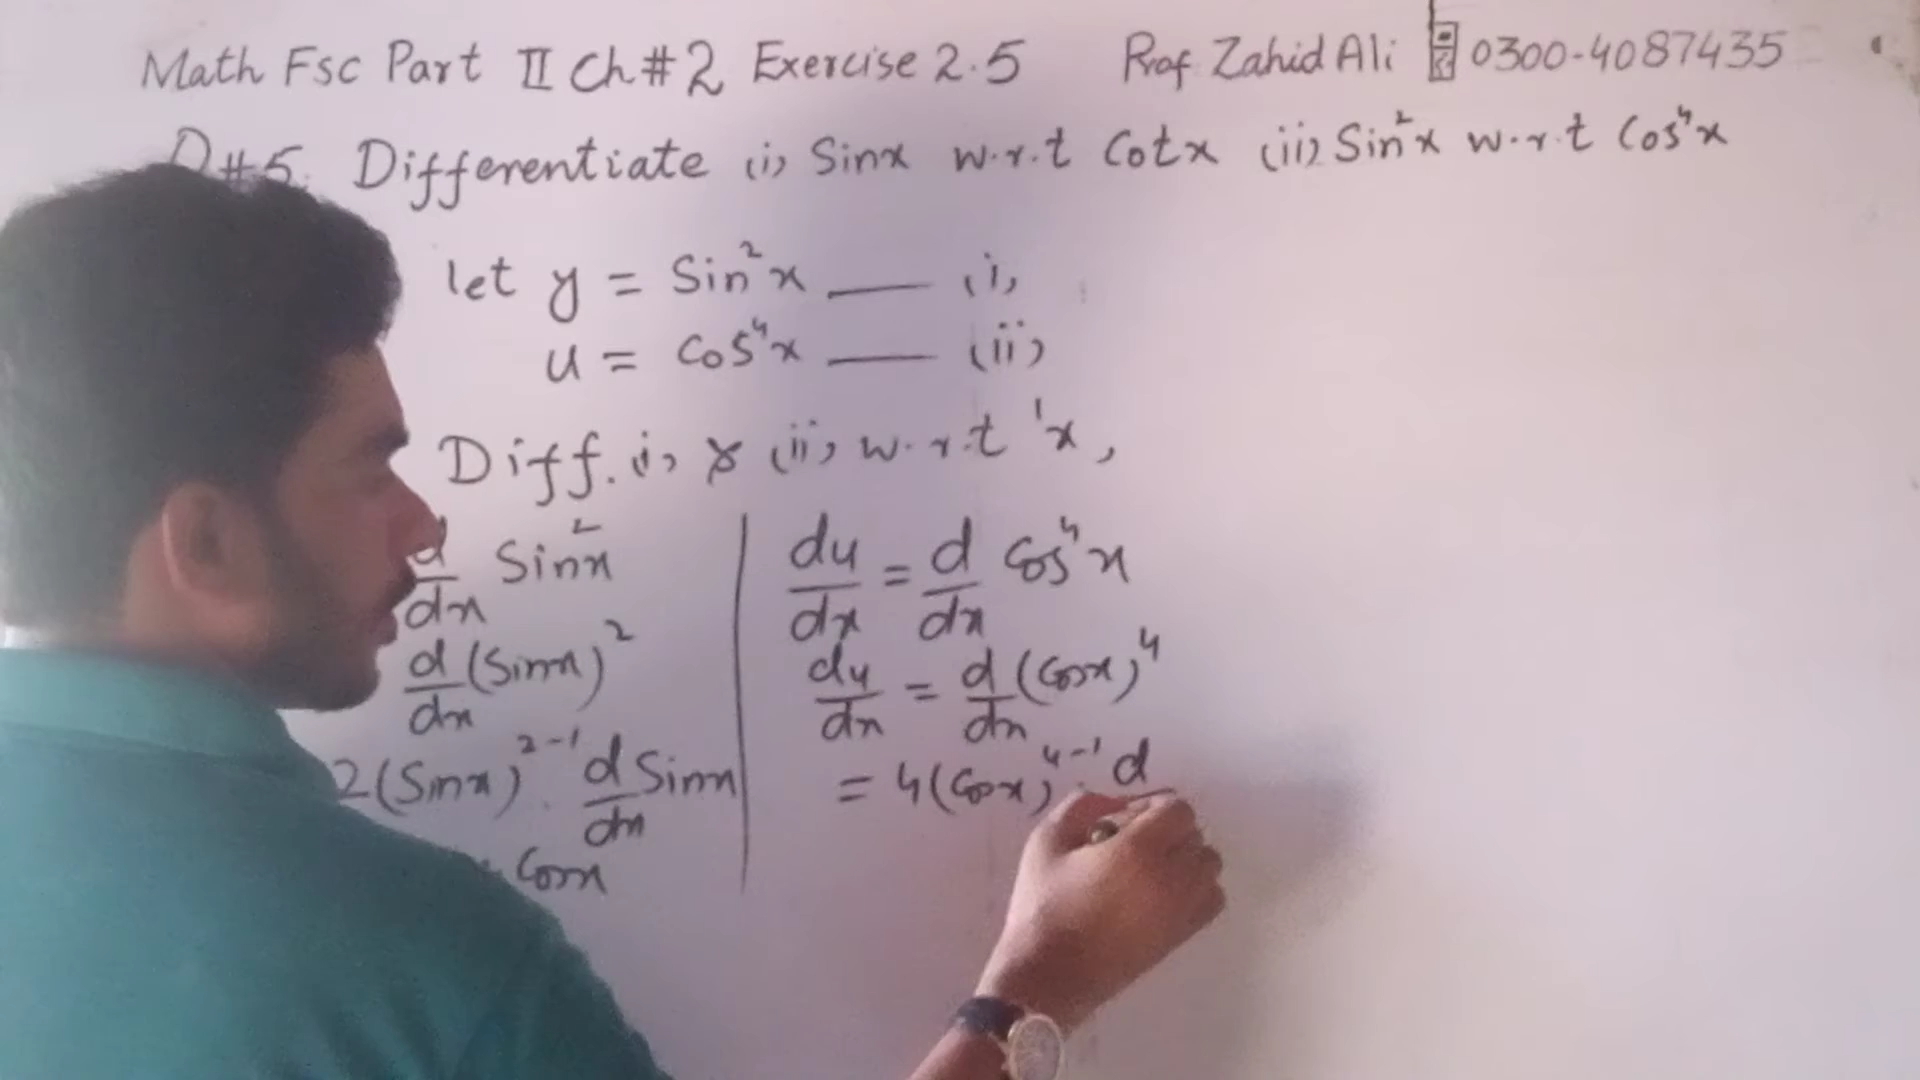 Math Fsc Part II Ch#2 Exercise 2.5 Prof Zahid Ali 0300-4087435
Q#5. Differentiate (i) Sinx w.r.t Cotx (ii) Sin²x w.r.t Cos⁴x
let y = Sin²x —— (i)
u = Cos⁴x —— (ii)
Diff. (i) & (ii) w.r.t 'x,
d/dx Sin²x
du/dx = d/dx Cos⁴x
d/dx (Sinx)²
du/dx = d/dx (Cosx)⁴
2(Sinx)²⁻¹ . d/dx Sinx
= 4(Cosx)⁴⁻¹ . d
Cosx